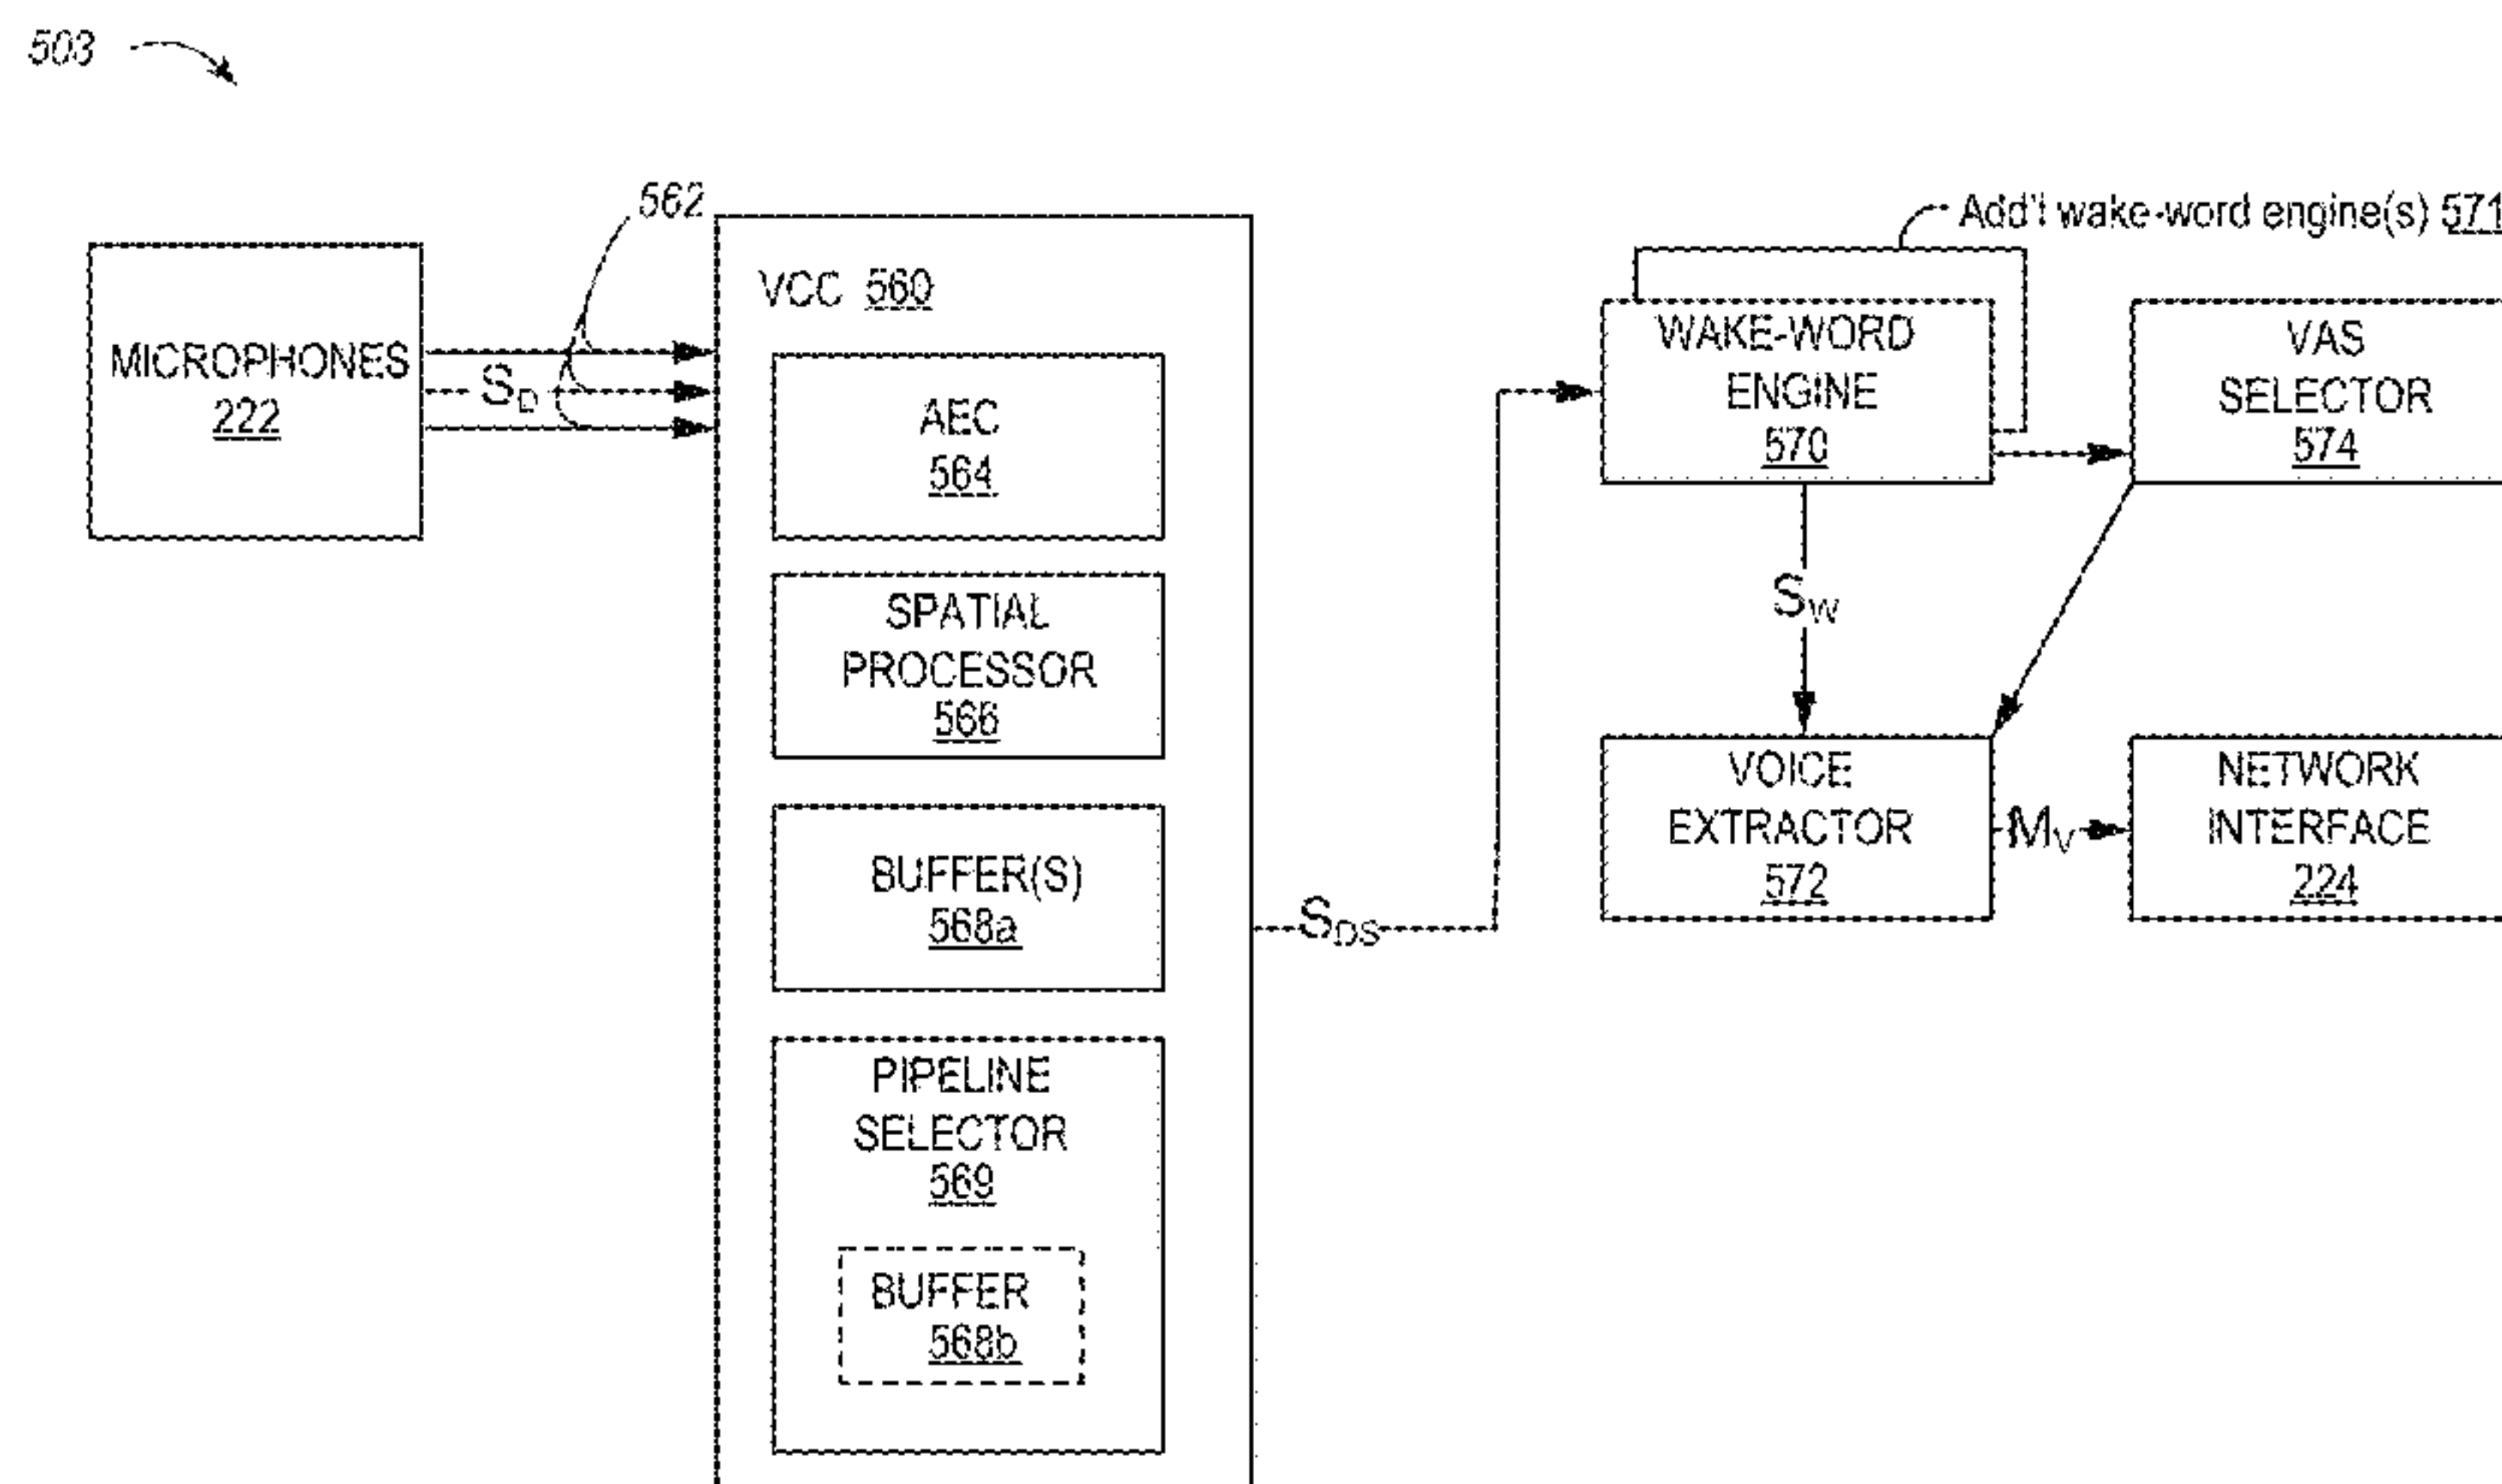 503
562
MICROPHONES
222
SD
VCC 560
AEC
564
SPATIAL
PROCESSOR
566
BUFFER(S)
568a
PIPELINE
SELECTOR
569
BUFFER
568b
SDS
Add'l wake-word engine(s) 571
WAKE-WORD
ENGINE
570
VAS
SELECTOR
574
SW
VOICE
EXTRACTOR
572
MV
NETWORK
INTERFACE
224